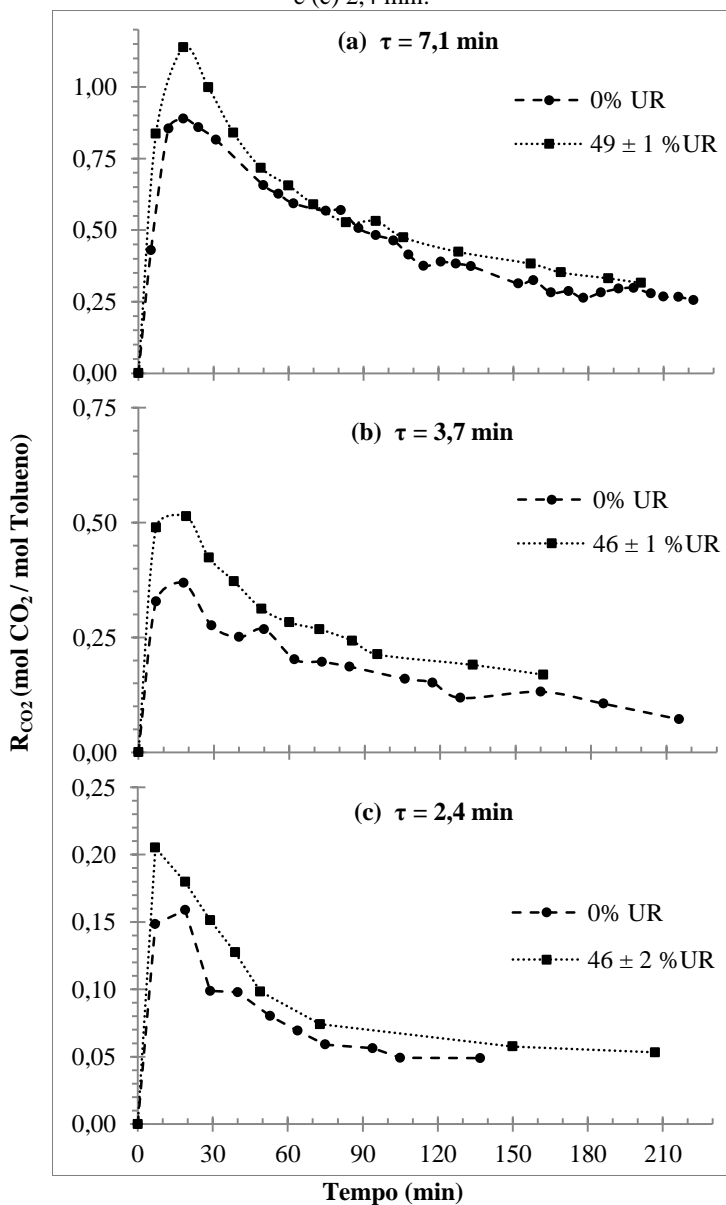 e (c) 2,4 min.
(a) τ = 7,1 min
1,00
0% UR
0,75
49 ± 1 %UR
0,50
0,25
0,00
0,75
(b) τ = 3,7 min
0,50
0% UR
46 ± 1 %UR
0,25
0,00
R_CO2 (mol CO2 / mol Tolueno)
0,25
(c) τ = 2,4 min
0,20
0,15
0% UR
46 ± 2 %UR
0,10
0,05
0,00
0 30 60 90 120 150 180 210
Tempo (min)